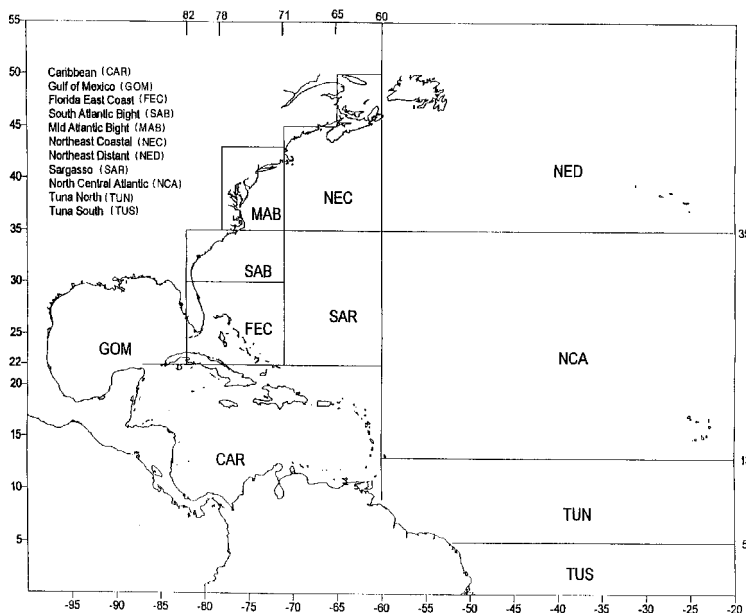 82 78 71 65 60
55
50
45
40
35
30
25
22
20
15
10
5
Caribbean (CAR)
Gulf of Mexico (GOM)
Florida East Coast (FEC)
South Atlantic Bight (SAB)
Mid Atlantic Bight (MAB)
Northeast Coastal (NEC)
Northeast Distant (NED)
Sargasso (SAR)
North Central Atlantic (NCA)
Tuna North (TUN)
Tuna South (TUS)
NED
MAB
NEC
SAB
FEC
SAR
GOM
NCA
CAR
TUN
TUS
5
-95 -90 -85 -80 -75 -70 -65 -60 -55 -50 -45 -40 -35 -30 -25 -20